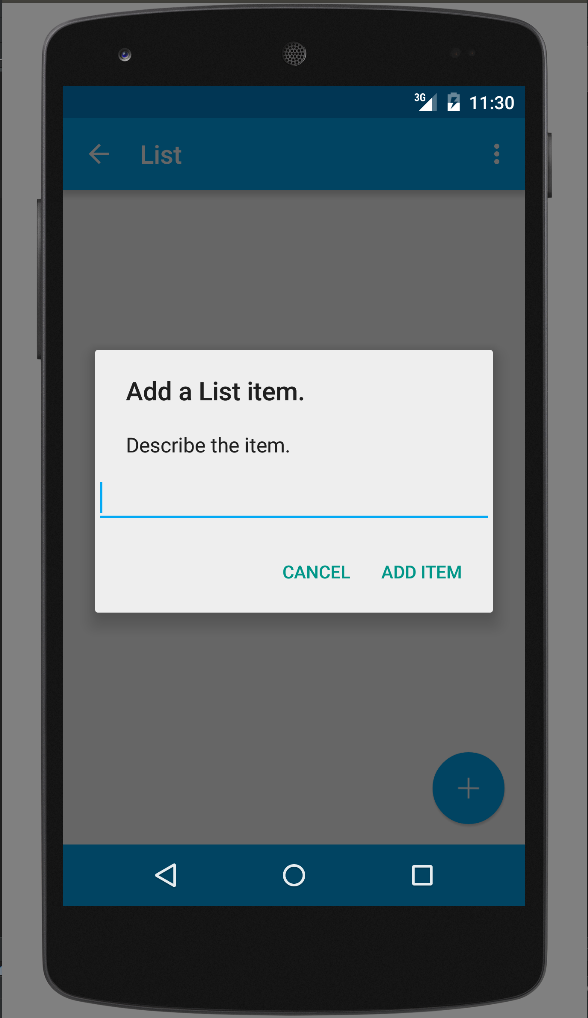 3G 11:30
List
Add a List item.
Describe the item.
CANCEL ADD ITEM